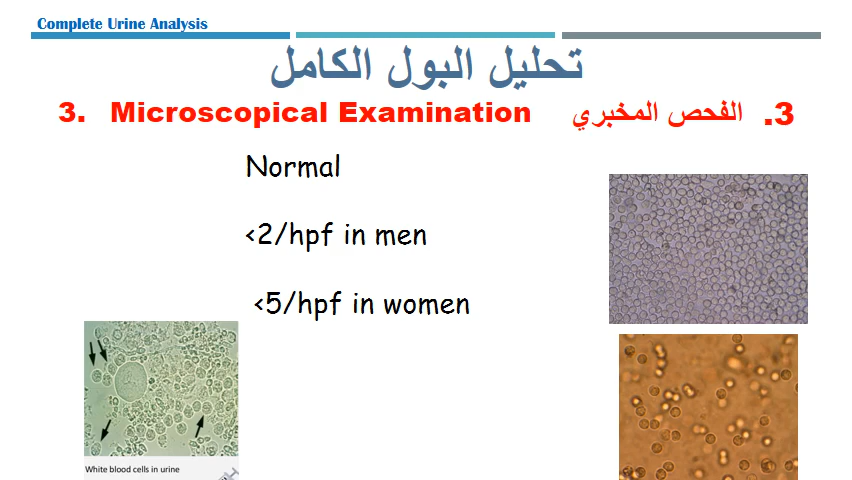 Complete Urine Analysis
تحليل البول الكامل
3. Microscopical Examination
3. الفحص المخبري
Normal
<2/hpf in men
<5/hpf in women
White blood cells in urine